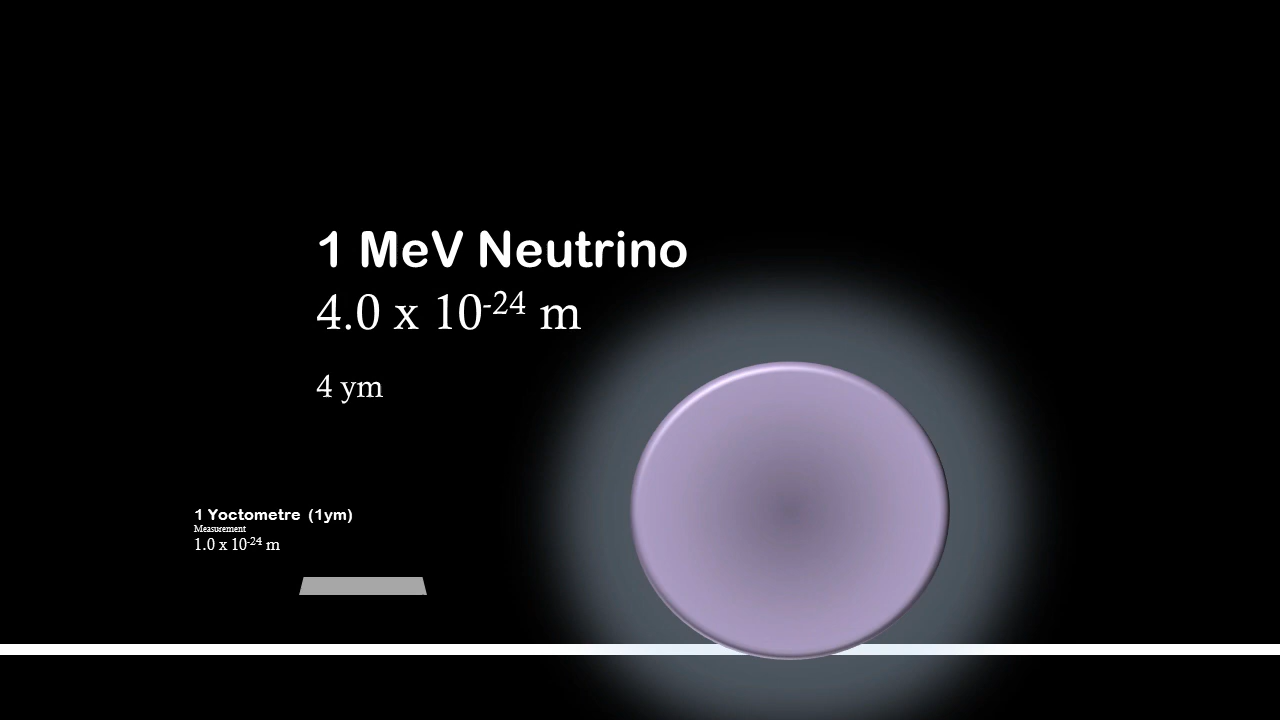 1 MeV Neutrino
4.0 x 10⁻²⁴ m
4 ym
1 Yoctometre (1ym)
Measurement
1.0 x 10⁻²⁴ m